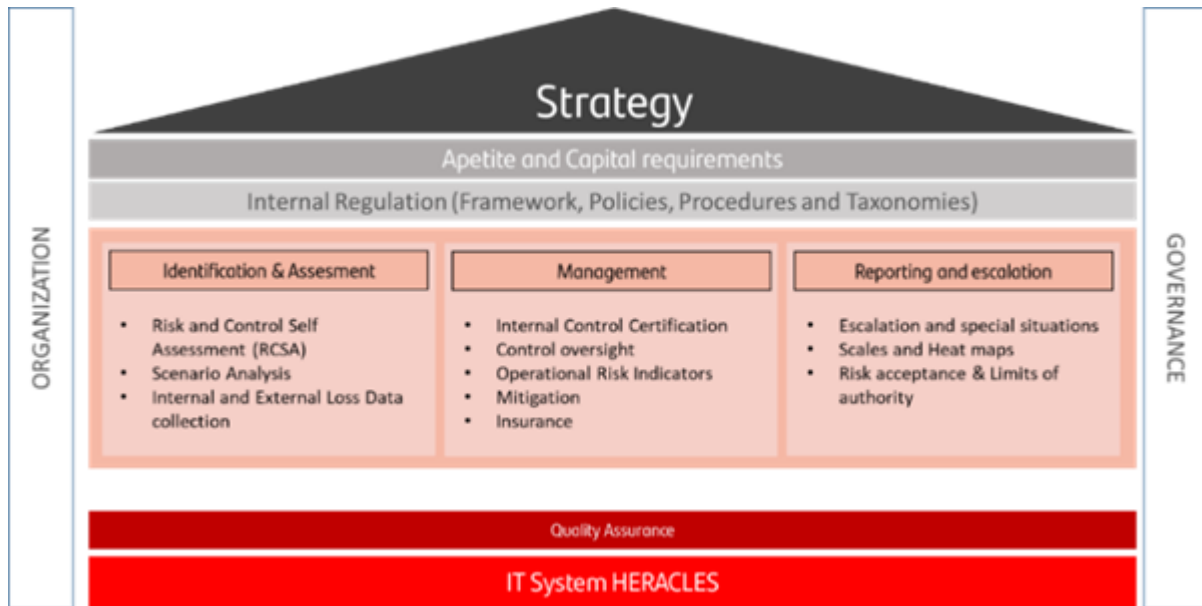 Strategy
Apetite and Capital requirements
Internal Regulation (Framework, Policies, Procedures and Taxonomies)
ORGANIZATION
Identification & Assesment
• Risk and Control Self
Assessment (RCSA)
• Scenario Analysis
• Internal and External Loss Data
collection
Management
• Internal Control Certification
• Control oversight
• Operational Risk Indicators
• Mitigation
• Insurance
Reporting and escalation
• Escalation and special situations
• Scales and Heat maps
• Risk acceptance & Limits of
authority
GOVERNANCE
Quality Assurance
IT System HERACLES